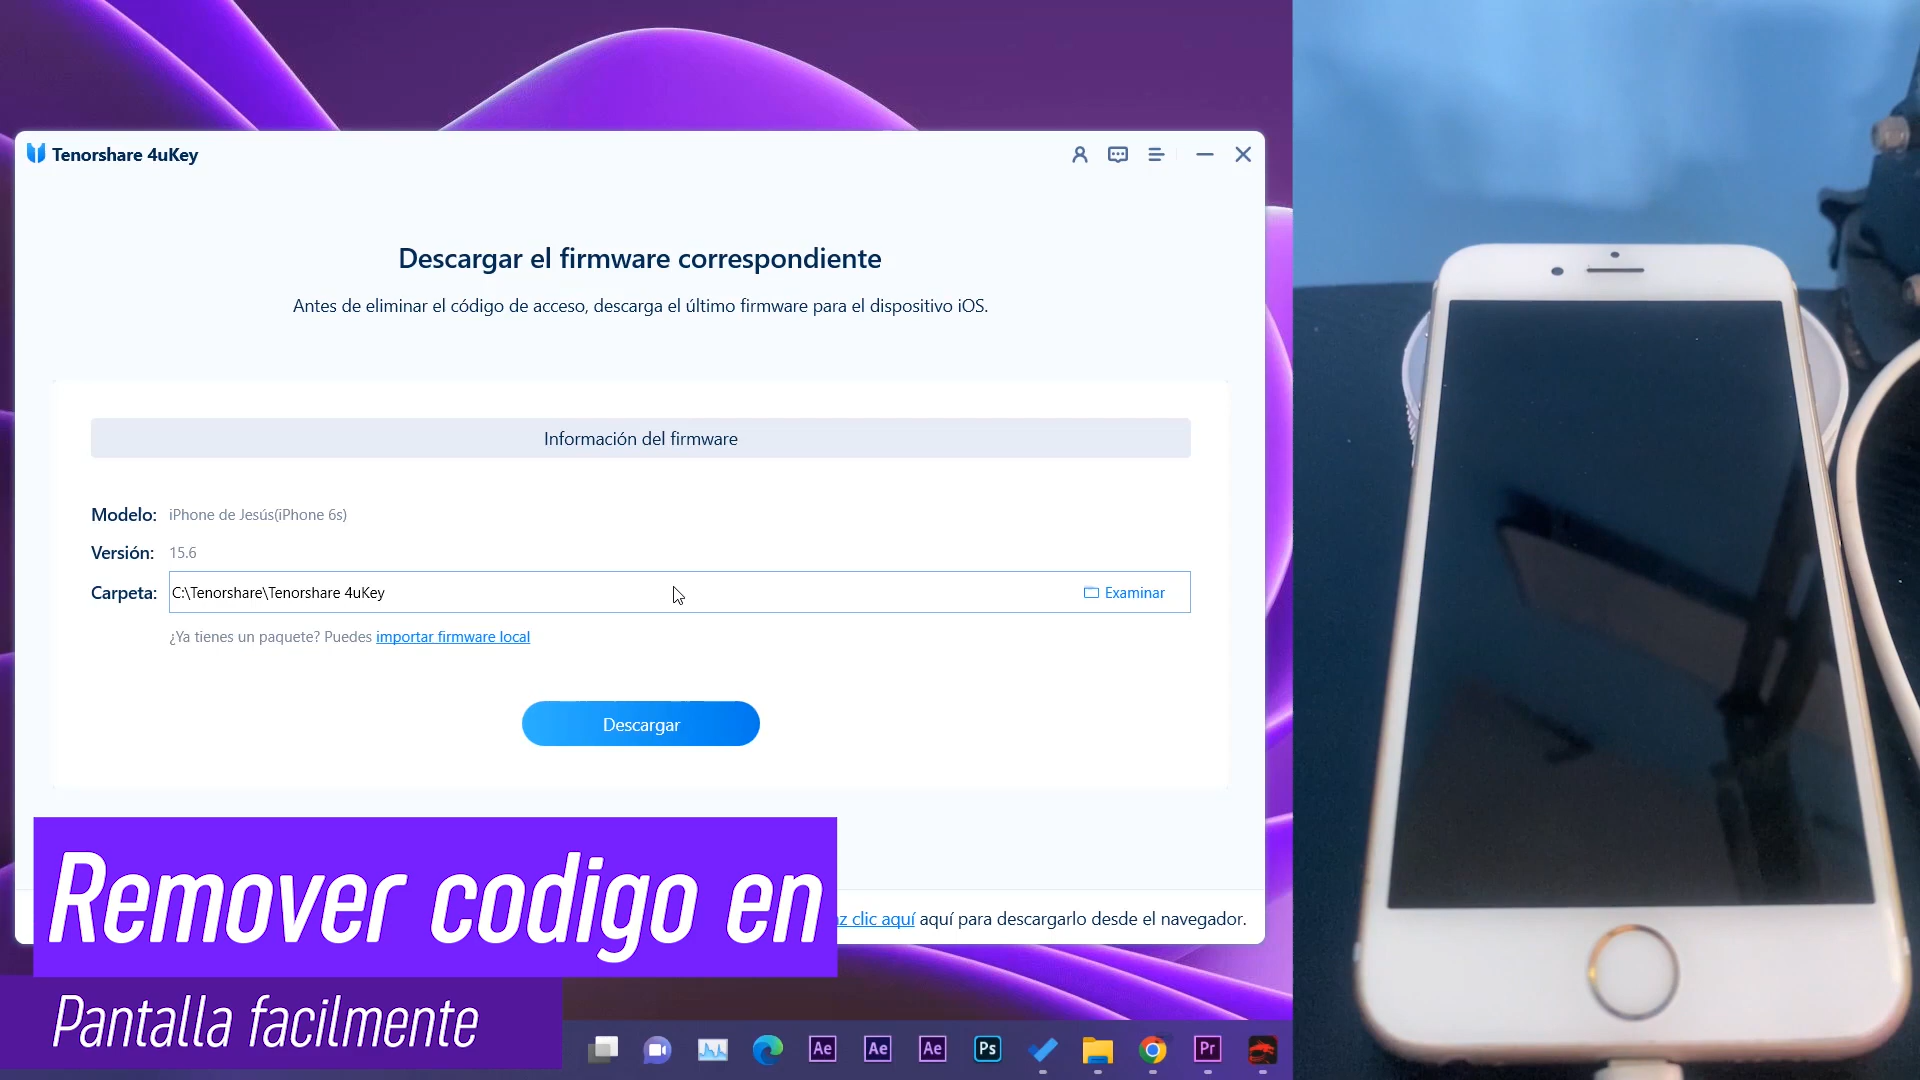 Tenorshare 4uKey
Descargar el firmware correspondiente
Antes de eliminar el código de acceso, descarga el último firmware para el dispositivo iOS.
Información del firmware
Modelo: iPhone de Jesús(iPhone 6s)
Versión: 15.6
Carpeta: C:\Tenorshare\Tenorshare 4uKey Examinar
¿Ya tienes un paquete? Puedes importar firmware local
Descargar
clic aquí aquí para descargarlo desde el navegador.
Remover codigo en
Pantalla facilmente
Ae Ae Ae Ps Pr